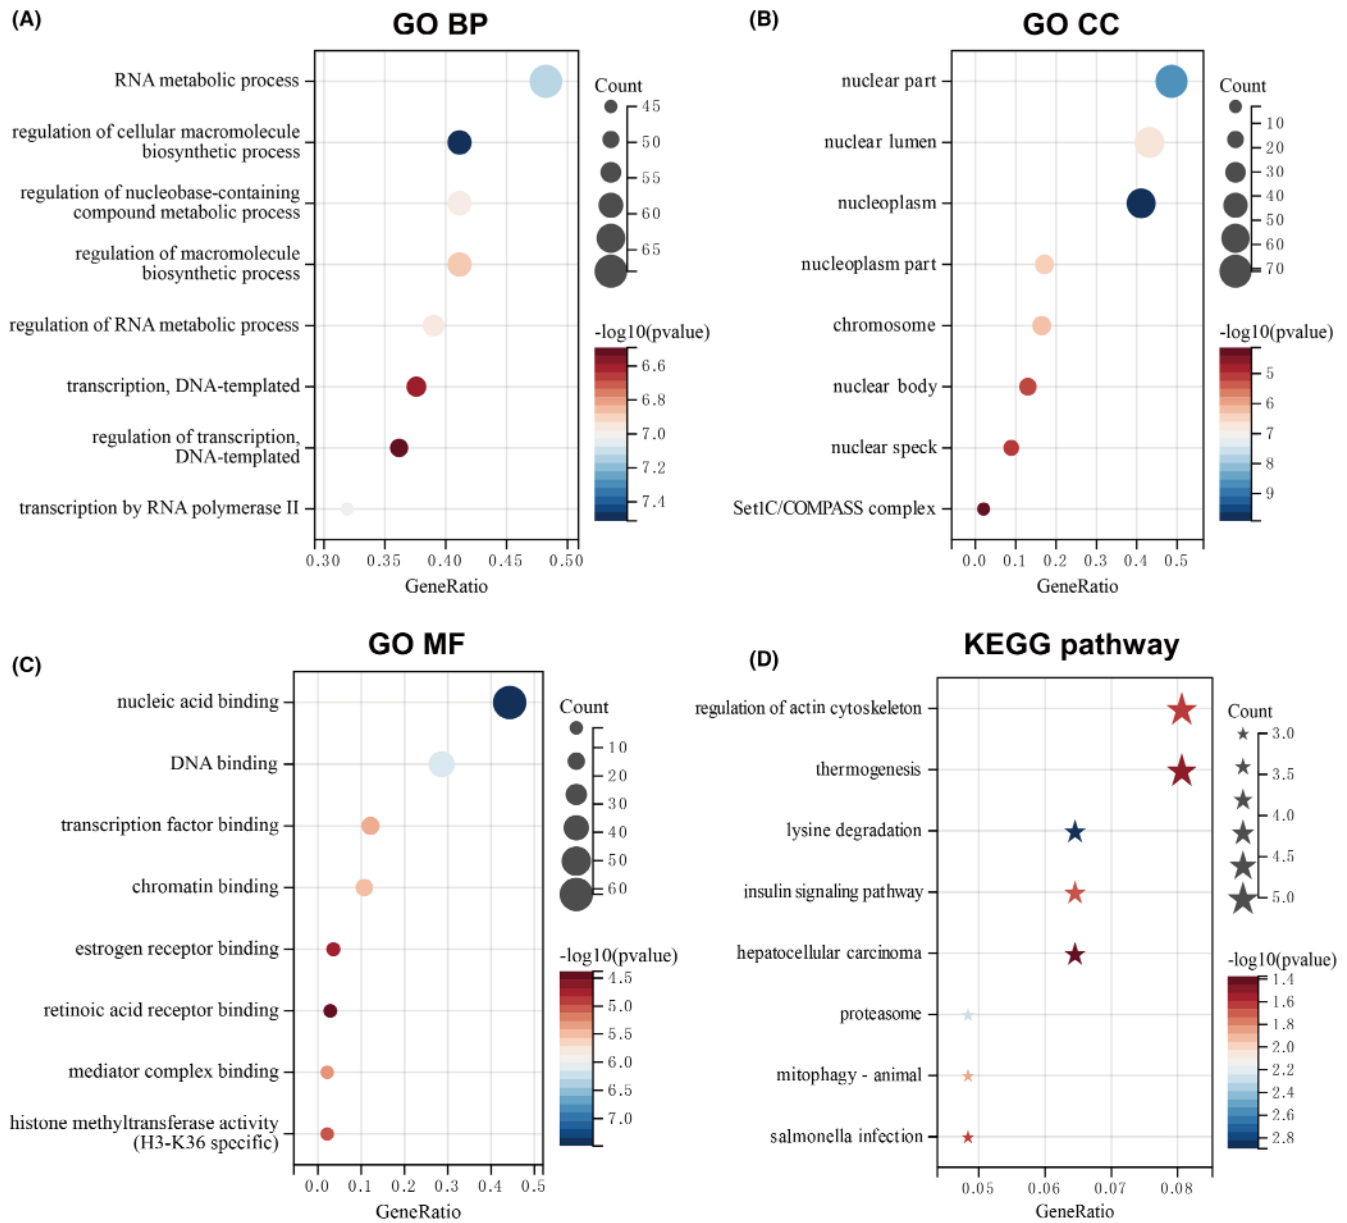 (A)
GO BP
RNA metabolic process
regulation of cellular macromolecule
biosynthetic process
regulation of nucleobase-containing
compound metabolic process
regulation of macromolecule
biosynthetic process
regulation of RNA metabolic process
transcription, DNA-templated
regulation of transcription,
DNA-templated
transcription by RNA polymerase II
0.30 0.35 0.40 0.45 0.50
GeneRatio
Count
45
50
55
60
65
-log10(pvalue)
6.6
6.8
7.0
7.2
7.4
(B)
GO CC
nuclear part
nuclear lumen
nucleoplasm
nucleoplasm part
chromosome
nuclear body
nuclear speck
Set1C/COMPASS complex
0.0 0.1 0.2 0.3 0.4 0.5
GeneRatio
Count
10
20
30
40
50
60
70
-log10(pvalue)
5
6
7
8
9
(C)
GO MF
nucleic acid binding
DNA binding
transcription factor binding
chromatin binding
estrogen receptor binding
retinoic acid receptor binding
mediator complex binding
histone methyltransferase activity
(H3-K36 specific)
0.0 0.1 0.2 0.3 0.4 0.5
GeneRatio
Count
10
20
30
40
50
60
-log10(pvalue)
4.5
5.0
5.5
6.0
6.5
7.0
(D)
KEGG pathway
regulation of actin cytoskeleton
thermogenesis
lysine degradation
insulin signaling pathway
hepatocellular carcinoma
proteasome
mitophagy - animal
salmonella infection
0.05 0.06 0.07 0.08
GeneRatio
Count
3.0
3.5
4.0
4.5
5.0
-log10(pvalue)
1.4
1.6
1.8
2.0
2.2
2.4
2.6
2.8